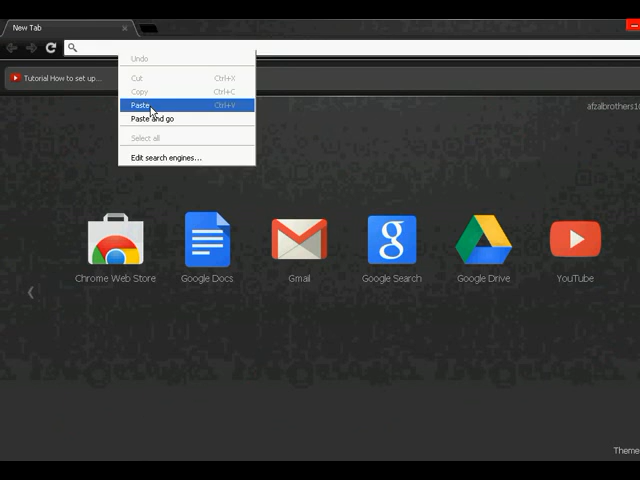 New Tab
Tutorial How to set up...
Undo
Cut Ctrl+X
Copy Ctrl+C
Paste Ctrl+V
Paste and go
Select all
Edit search engines...
afzalbrothers1
Chrome Web Store
Google Docs
Gmail
Google Search
Google Drive
YouTube
Theme